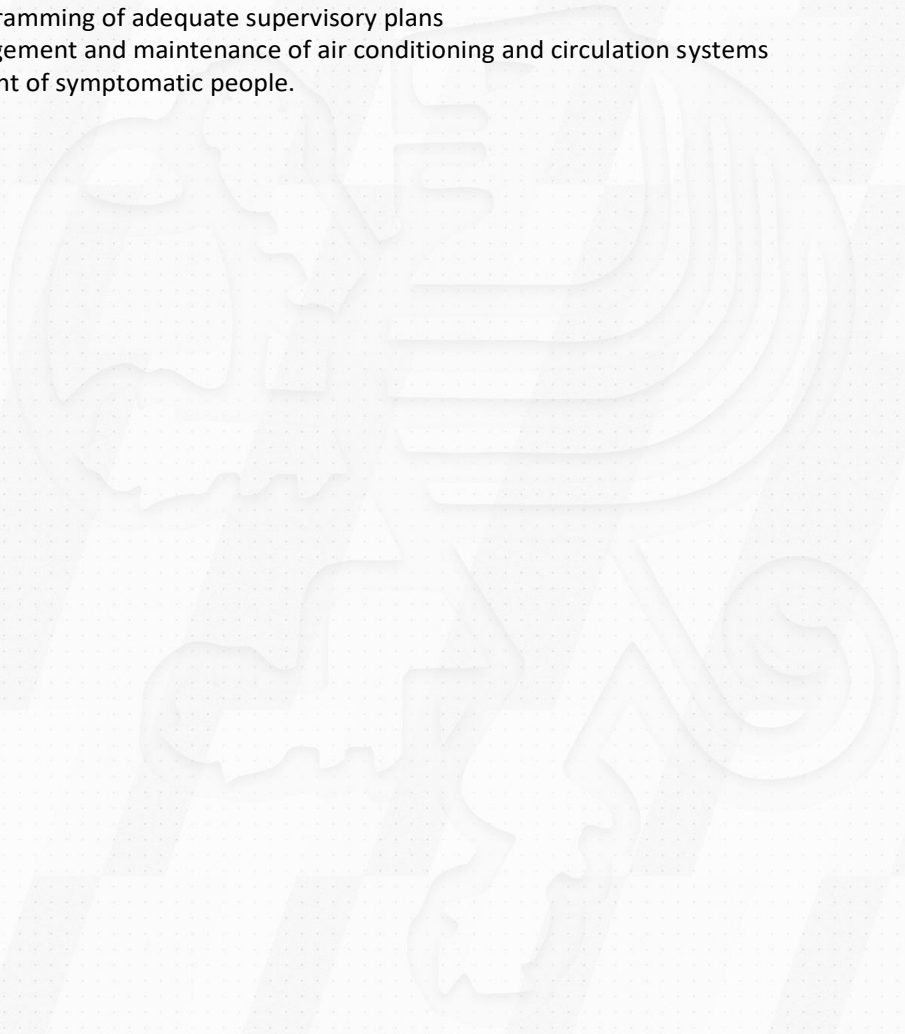 ramming of adequate supervisory plans
gement and maintenance of air conditioning and circulation systems
nt of symptomatic people.